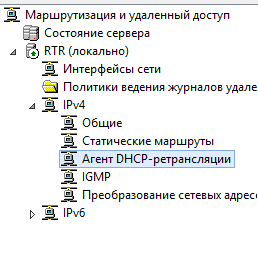 Маршрутизация и удаленный доступ
Состояние сервера
RTR (локально)
Интерфейсы сети
Политики ведения журналов удале
IPv4
Общие
Статические маршруты
Агент DHCP-ретрансляции
IGMP
Преобразование сетевых адрес
IPv6